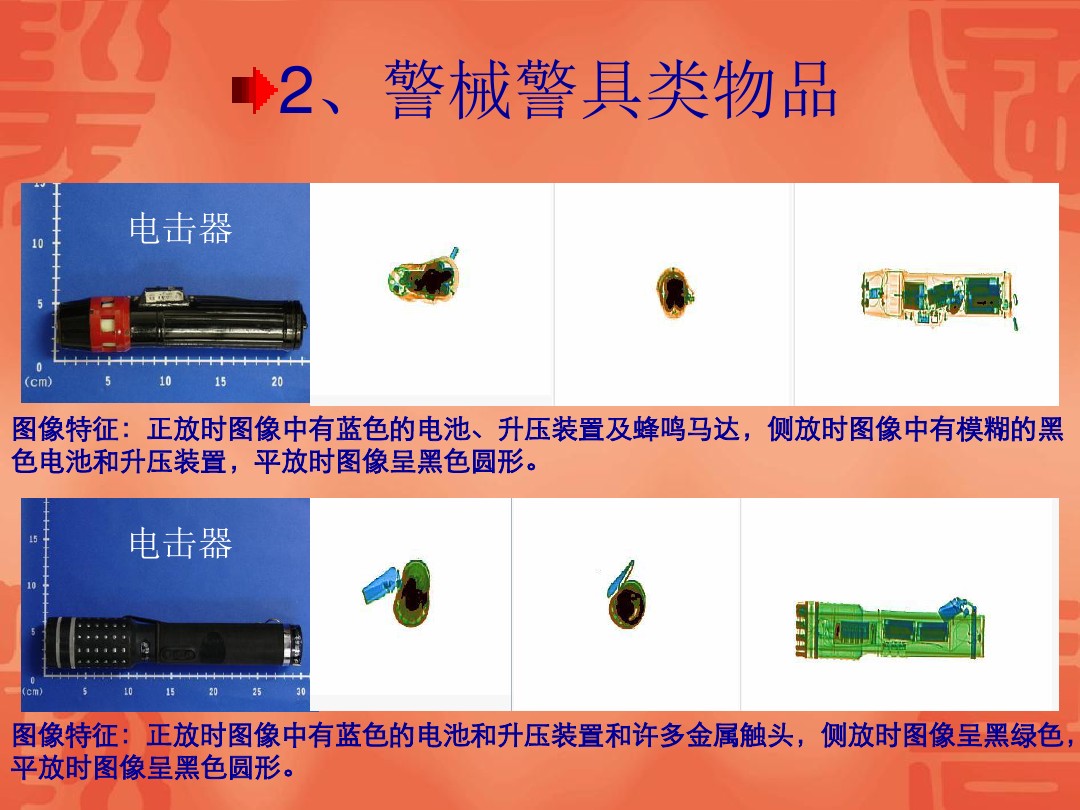 2、警械警具类物品
电击器
15
10
5
0
(cm) 5 10 15 20
图像特征：正放时图像中有蓝色的电池、升压装置及蜂鸣马达，侧放时图像中有模糊的黑
色电池和升压装置，平放时图像呈黑色圆形。
电击器
15
10
5
0
(cm) 5 10 15 20 25 30
图像特征：正放时图像中有蓝色的电池和升压装置和许多金属触头，侧放时图像呈黑绿色，
平放时图像呈黑色圆形。